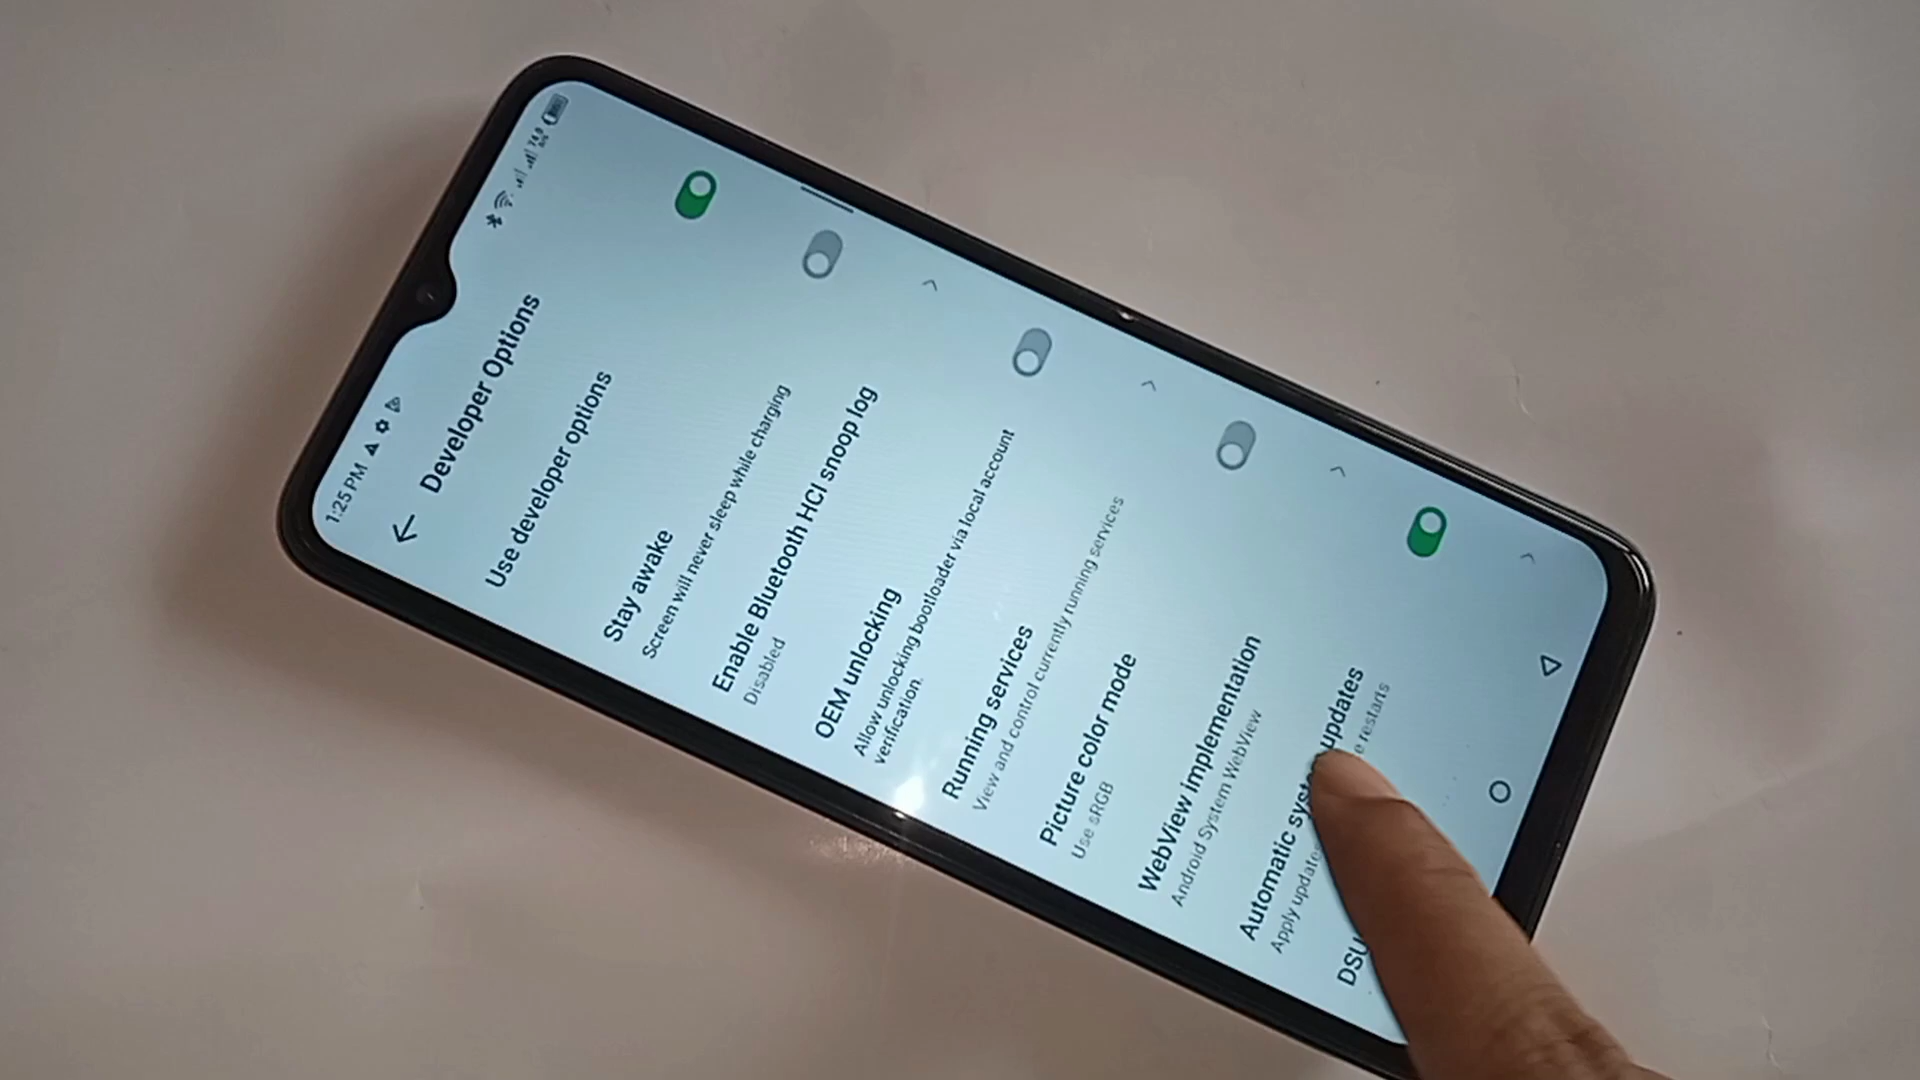 1:25 PM
Developer Options
Use developer options
Stay awake
Screen will never sleep while charging
Enable Bluetooth HCI snoop log
Disabled
OEM unlocking
Allow unlocking bootloader via local account
verification.
Running services
View and control currently running services
Picture color mode
Use sRGB
WebView implementation
Android System WebView
Automatic updates
Apply restarts
DSU